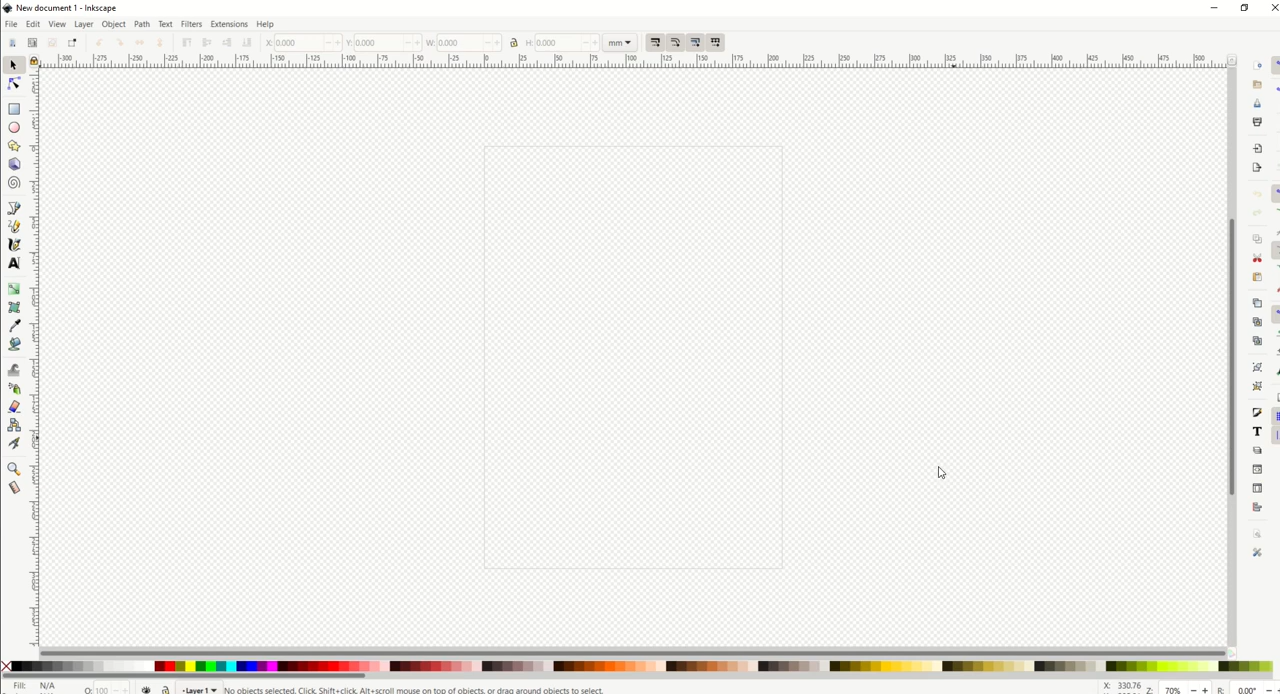 New document 1 - Inkscape
File Edit View Layer Object Path Text Filters Extensions Help
X: 0.000 Y: 0.000 W: 0.000 H: 0.000 mm
-300 -275 -250 -225 -200 -175 -150 -125 -100 -75 -50 -25 0 25 50 75 100 125 150 175 200 225 250 275 300 325 350 375 400 425 450 475 500
Fill: N/A
O: 100 Layer 1 No objects selected. Click, Shift+click, Alt+scroll mouse on top of objects, or drag around objects to select.
X: 330.76 Z: 70% R: 0.00°